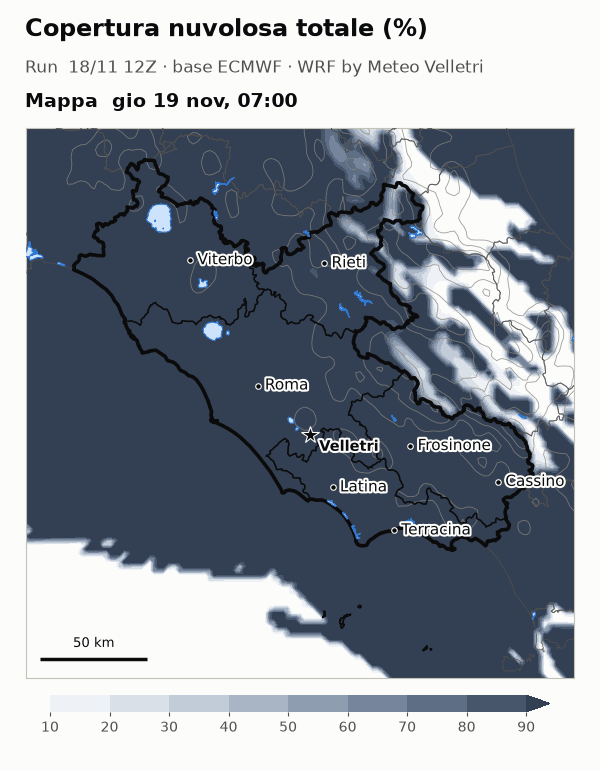 Copertura nuvolosa totale (%)
Run  18/11 12Z · base ECMWF · WRF by Meteo Velletri
Mappa  gio 19 nov, 07:00
Viterbo
Rieti
Roma
Velletri
Frosinone
Cassino
Latina
Terracina
50 km
10 20 30 40 50 60 70 80 90